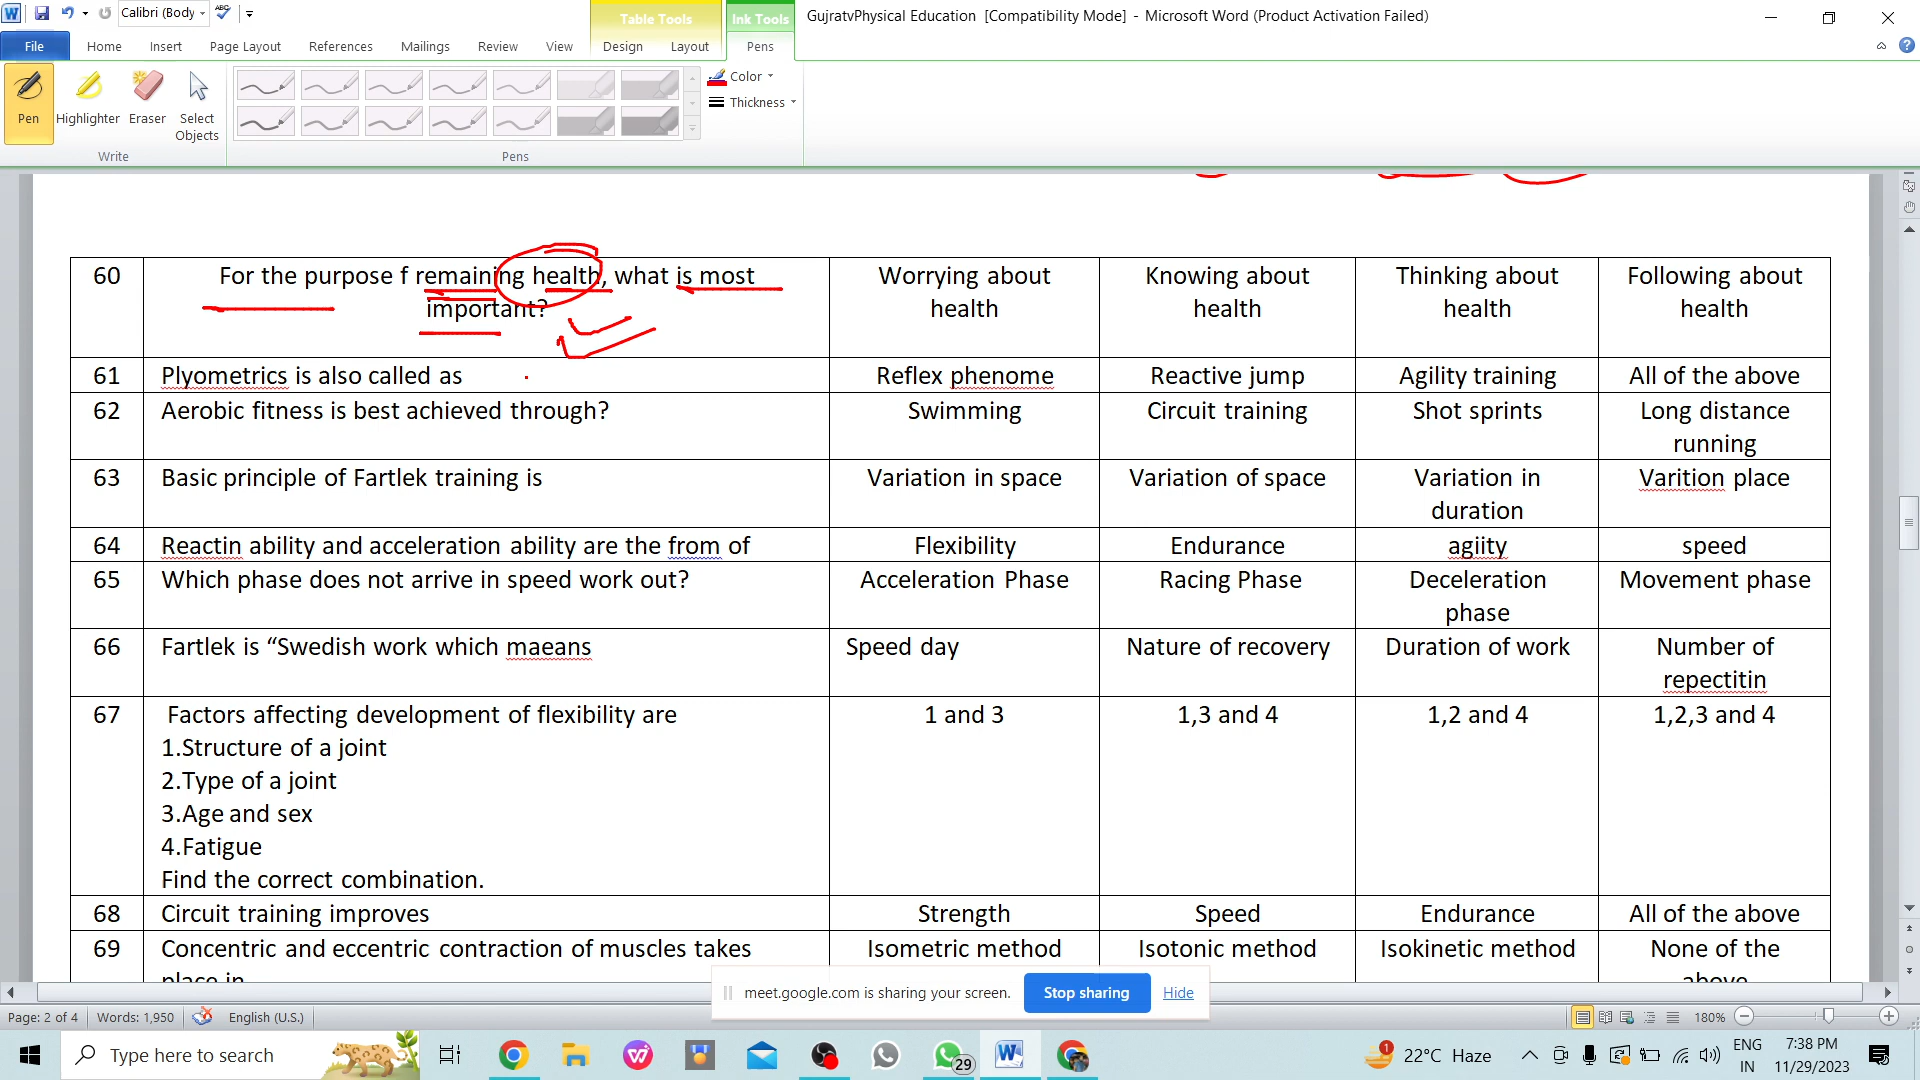 Calibri (Body
GujratvPhysical Education [Compatibility Mode] - Microsoft Word (Product Activation Failed)
Table Tools
Ink Tools
File
Home
Insert
Page Layout
References
Mailings
Review
View
Design
Layout
Pens
Pen
Highlighter
Eraser
Select Objects
Color
Thickness
Write
Pens
60 For the purpose f remaining health, what is most important? Worrying about health Knowing about health Thinking about health Following about health
61 Plyometrics is also called as Reflex phenome Reactive jump Agility training All of the above
62 Aerobic fitness is best achieved through? Swimming Circuit training Shot sprints Long distance running
63 Basic principle of Fartlek training is Variation in space Variation of space Variation in duration Varition place
64 Reactin ability and acceleration ability are the from of Flexibility Endurance agiity speed
65 Which phase does not arrive in speed work out? Acceleration Phase Racing Phase Deceleration phase Movement phase
66 Fartlek is “Swedish work which maeans Speed day Nature of recovery Duration of work Number of repectitin
67 Factors affecting development of flexibility are 1 and 3 1,3 and 4 1,2 and 4 1,2,3 and 4
1.Structure of a joint
2.Type of a joint
3.Age and sex
4.Fatigue
Find the correct combination.
68 Circuit training improves Strength Speed Endurance All of the above
69 Concentric and eccentric contraction of muscles takes place in Isometric method Isotonic method Isokinetic method None of the above
meet.google.com is sharing your screen.
Stop sharing
Hide
Page: 2 of 4
Words: 1,950
English (U.S.)
180%
Type here to search
29
1
22°C Haze
ENG
IN
7:38 PM
11/29/2023